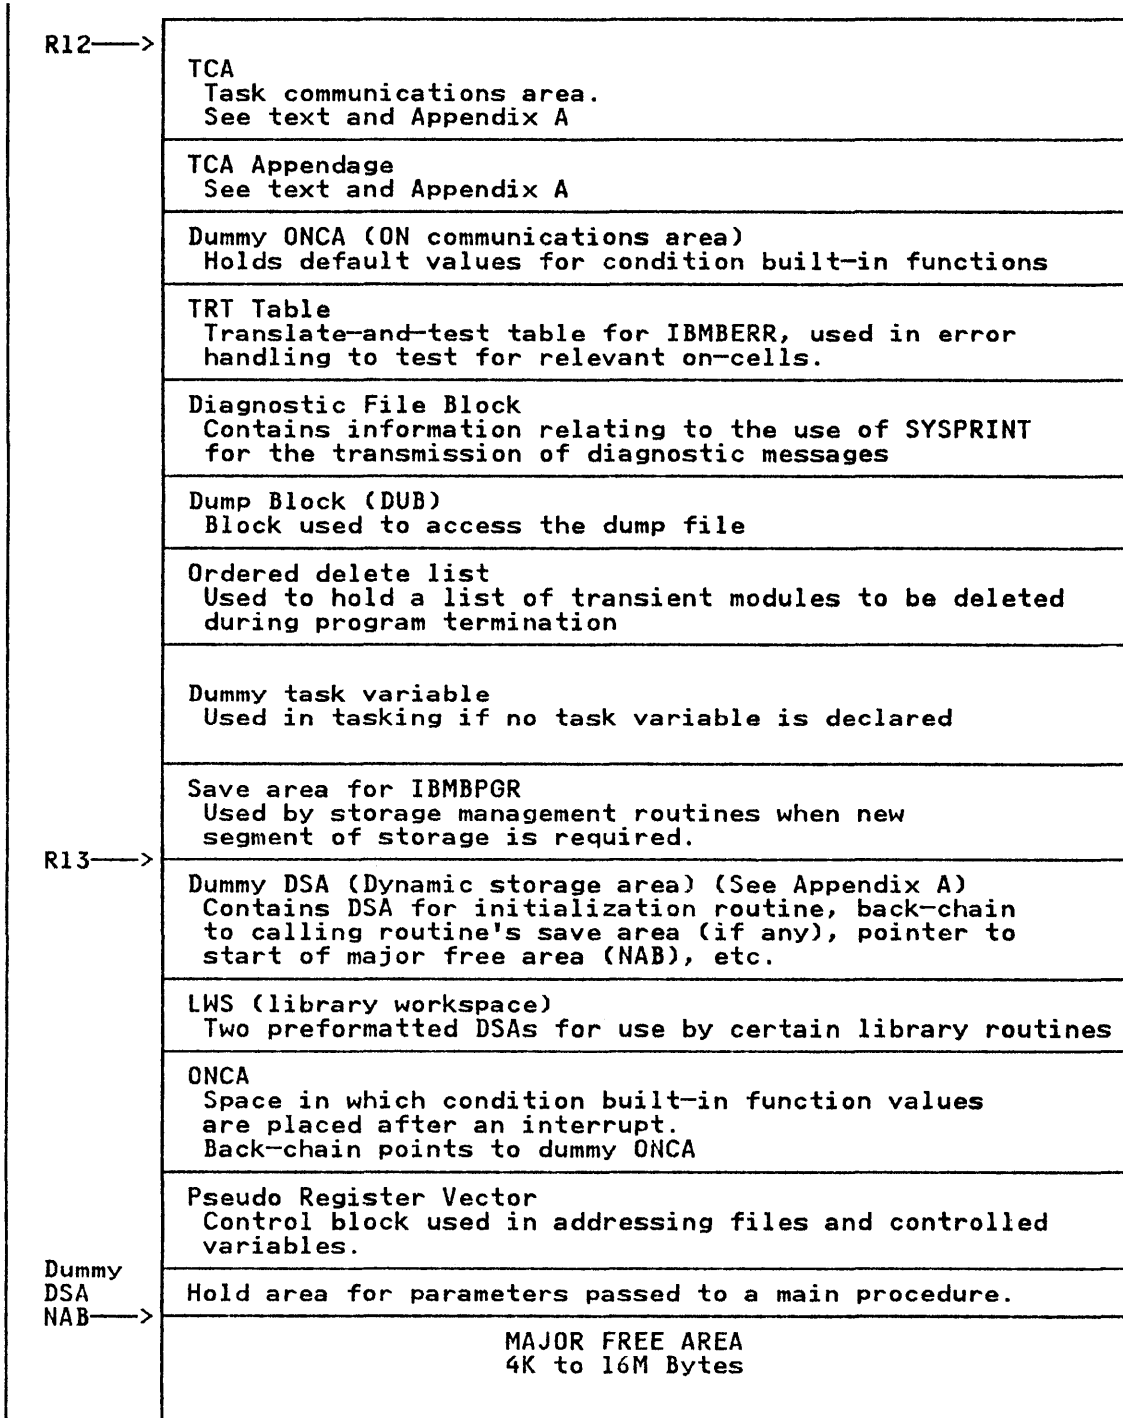 R12——>
TCA
Task communications area.
See text and Appendix A
TCA Appendage
See text and Appendix A
Dummy ONCA (ON communications area)
Holds default values for condition built-in functions
TRT Table
Translate-and-test table for IBMBERR, used in error
handling to test for relevant on-cells.
Diagnostic File Block
Contains information relating to the use of SYSPRINT
for the transmission of diagnostic messages
Dump Block (DUB)
Block used to access the dump file
Ordered delete list
Used to hold a list of transient modules to be deleted
during program termination
Dummy task variable
Used in tasking if no task variable is declared
Save area for IBMBPGR
Used by storage management routines when new
segment of storage is required.
R13——>
Dummy DSA (Dynamic storage area) (See Appendix A)
Contains DSA for initialization routine, back-chain
to calling routine's save area (if any), pointer to
start of major free area (NAB), etc.
LWS (library workspace)
Two preformatted DSAs for use by certain library routines
ONCA
Space in which condition built-in function values
are placed after an interrupt.
Back-chain points to dummy ONCA
Pseudo Register Vector
Control block used in addressing files and controlled
variables.
Dummy
DSA
NAB——>
Hold area for parameters passed to a main procedure.
MAJOR FREE AREA
4K to 16M Bytes